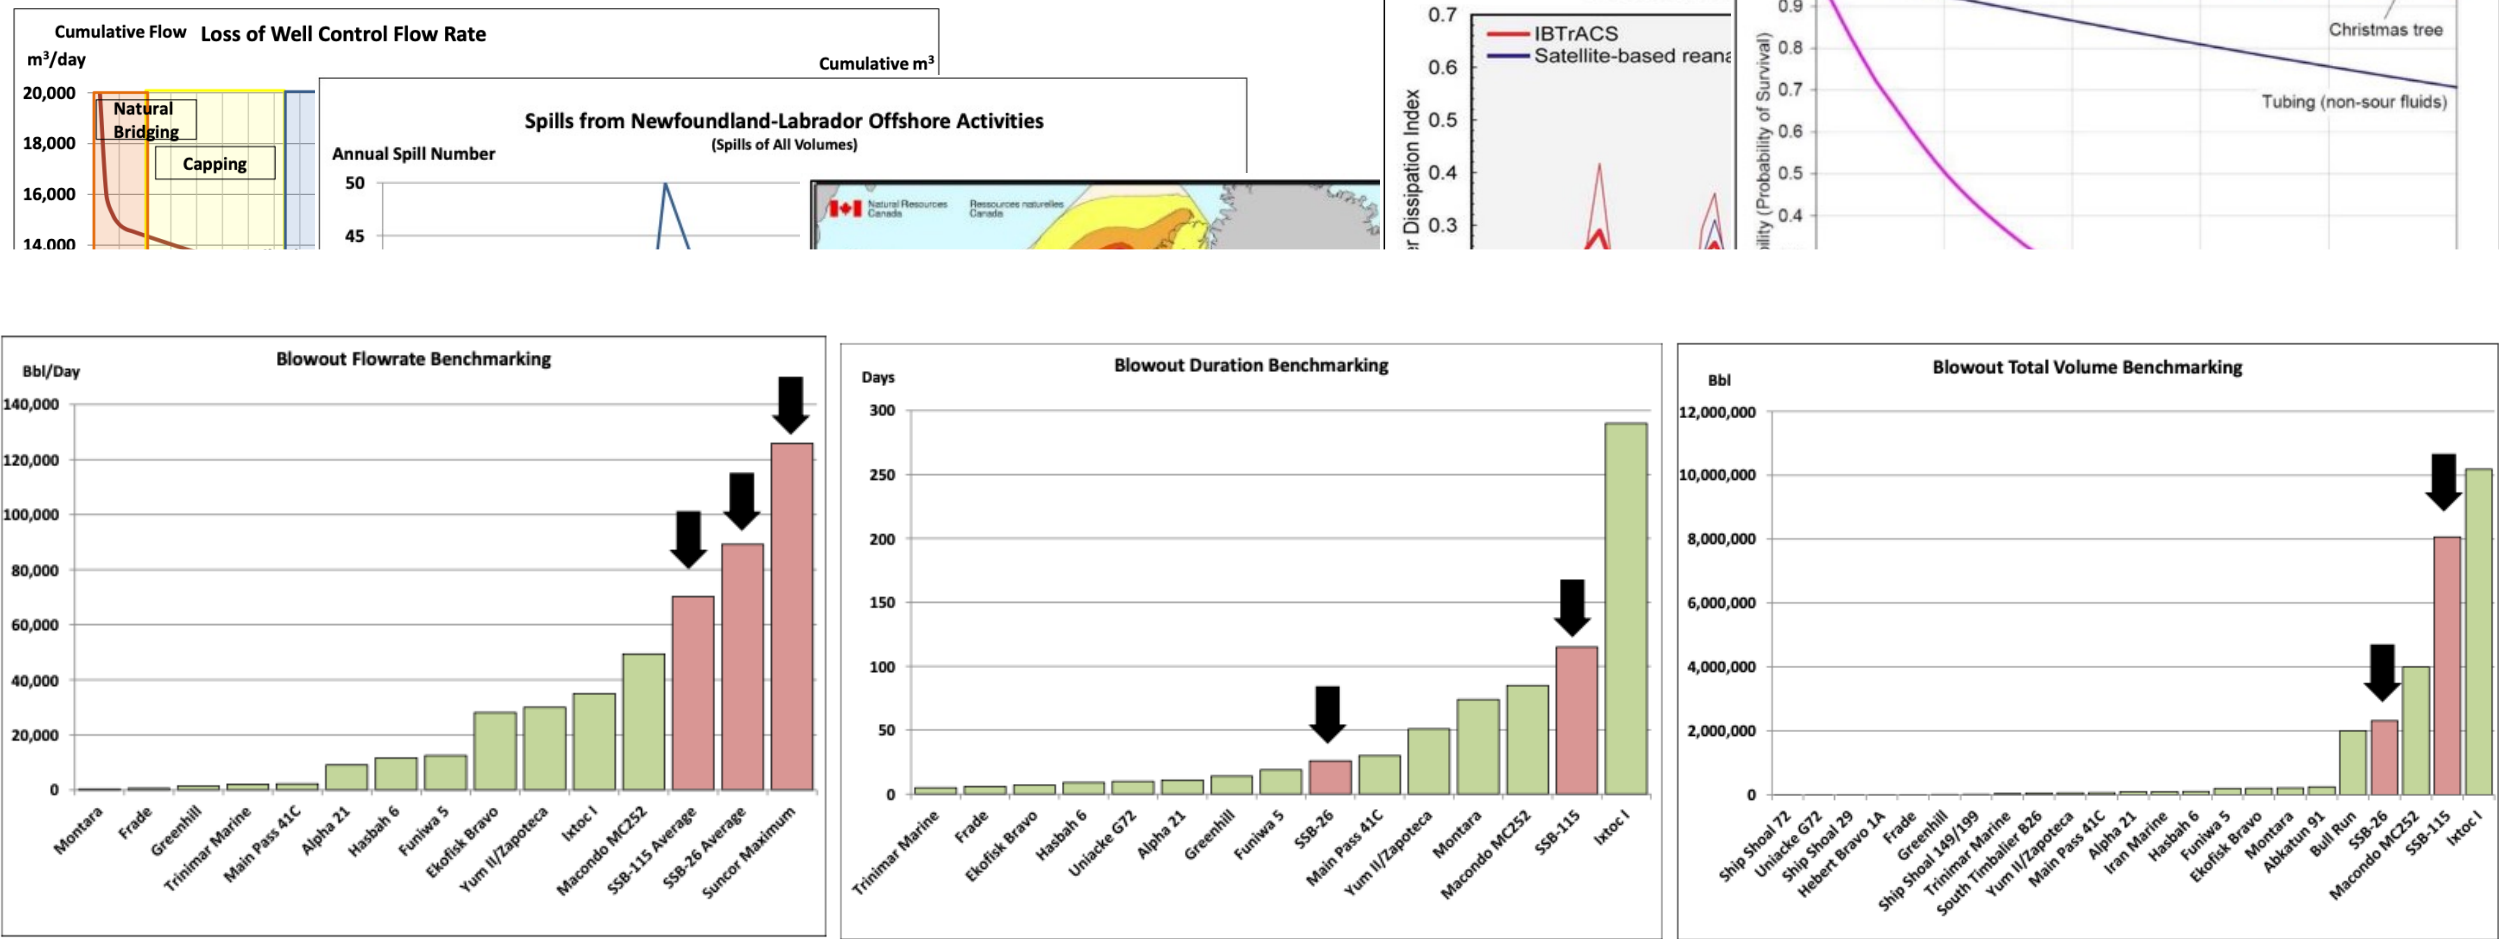 Cumulative Flow
Loss of Well Control Flow Rate
m³/day
Cumulative m³
20,000
18,000
16,000
14,000
Natural
Bridging
Capping
Spills from Newfoundland-Labrador Offshore Activities
(Spills of All Volumes)
Annual Spill Number
50
45
Natural Resources
Canada
Ressources naturelles
Canada
0.7
0.6
0.5
0.4
0.3
Dissipation Index
IBTrACS
Satellite-based reana
0.9
0.8
0.7
0.6
0.5
0.4
(Probability of Survival)
Christmas tree
Tubing (non-sour fluids)
Blowout Flowrate Benchmarking
Bbl/Day
140,000
120,000
100,000
80,000
60,000
40,000
20,000
0
Montara
Frade
Greenhill
Trinimar Marine
Main Pass 41C
Alpha 21
Hasbah 6
Funiwa 5
Ekofisk Bravo
Yum II/Zapoteca
Ixtoc I
Macondo MC252
SSB-115 Average
SSB-26 Average
Suncor Maximum
Blowout Duration Benchmarking
Days
300
250
200
150
100
50
0
Trinimar Marine
Frade
Ekofisk Bravo
Hasbah 6
Uniacke G72
Alpha 21
Greenhill
Funiwa 5
SSB-26
Main Pass 41C
Yum II/Zapoteca
Montara
Macondo MC252
SSB-115
Ixtoc I
Blowout Total Volume Benchmarking
Bbl
12,000,000
10,000,000
8,000,000
6,000,000
4,000,000
2,000,000
0
Ship Shoal 72
Uniacke G72
Ship Shoal 29
Hebert Bravo 1A
Frade
Greenhill
Ship Shoal 149/199
Trinimar Marine
South Timbalier B26
Yum II/Zapoteca
Main Pass 41C
Alpha 21
Iran Marine
Hasbah 6
Funiwa 5
Ekofisk Bravo
Montara
Abkatun 91
Bull Run
SSB-26
Macondo MC252
SSB-115
Ixtoc I